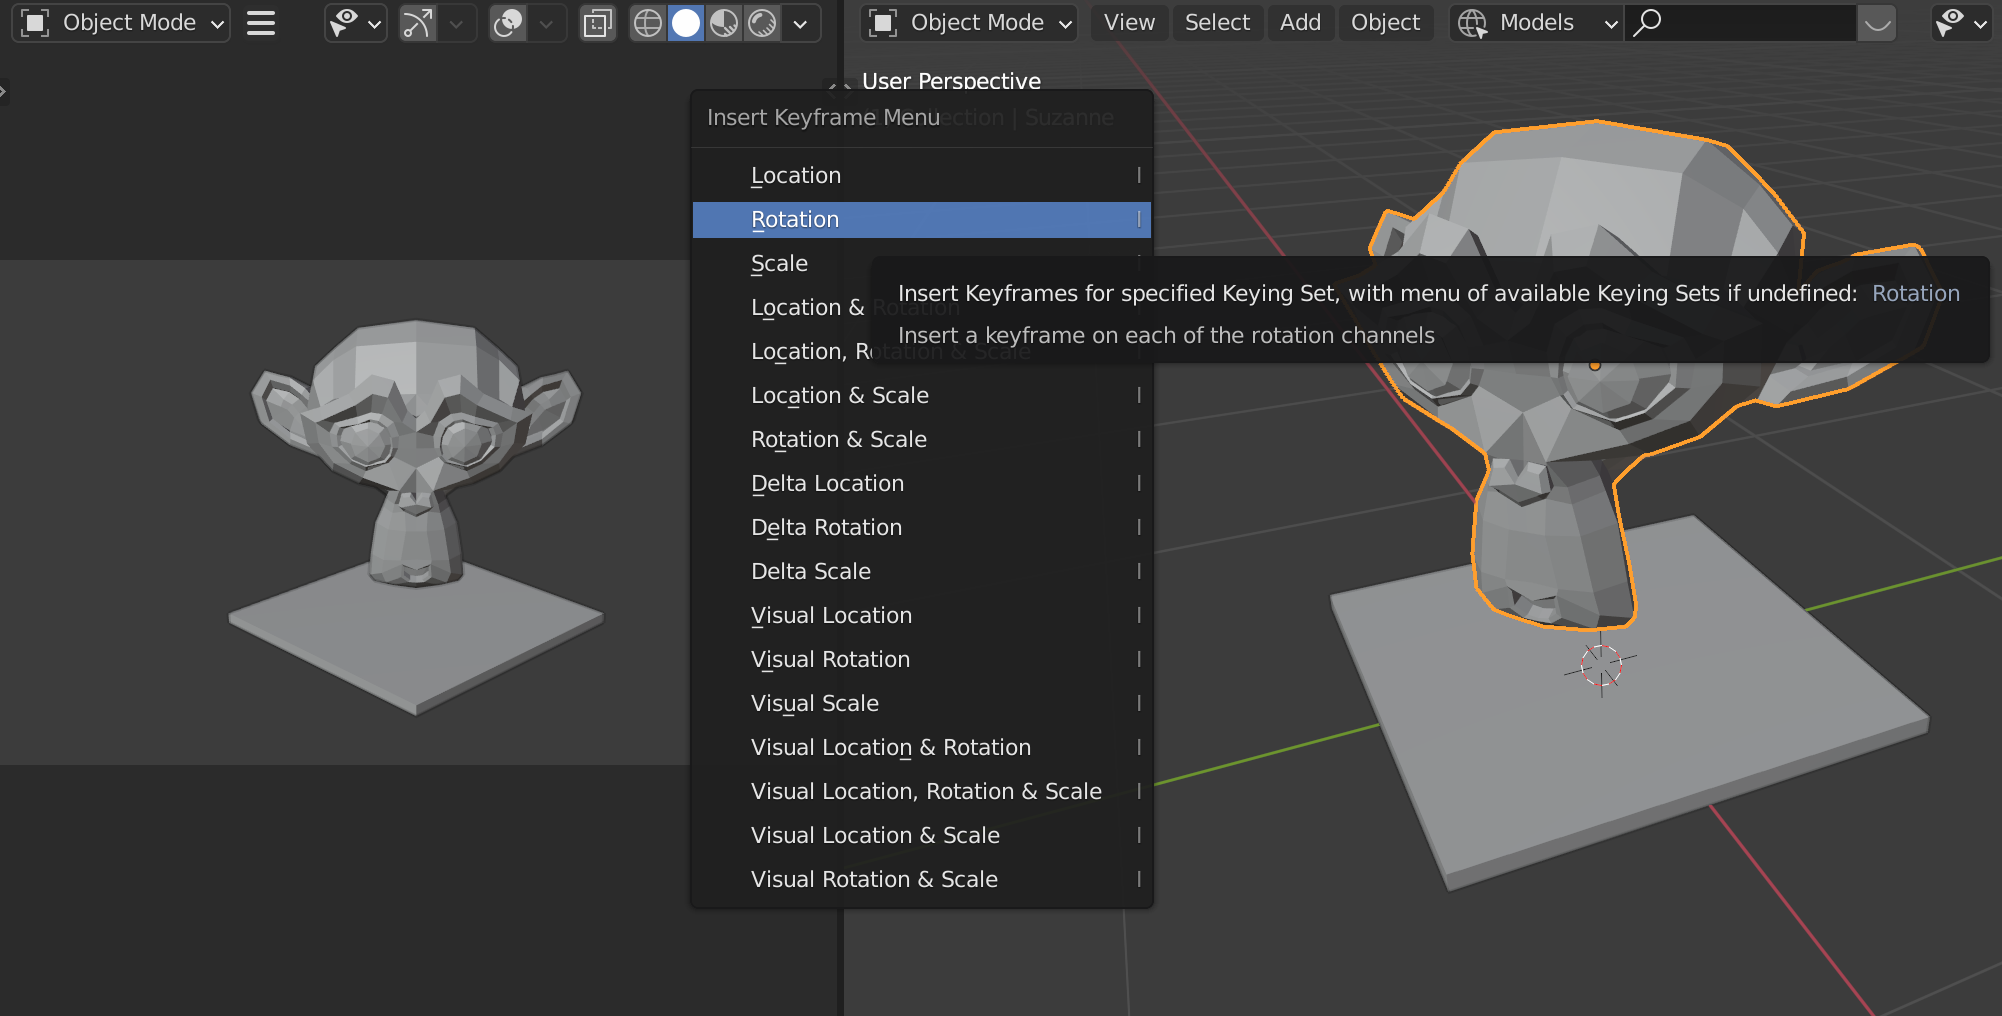 Object Mode
Object Mode View Select Add Object Models
User Perspective
Collection | Suzanne
Insert Keyframe Menu
Location I
Rotation I
Scale I
Location & Rotation
Location, Rotation & Scale
Location & Scale I
Rotation & Scale I
Delta Location I
Delta Rotation I
Delta Scale I
Visual Location I
Visual Rotation I
Visual Scale I
Visual Location & Rotation I
Visual Location, Rotation & Scale I
Visual Location & Scale I
Visual Rotation & Scale I
Insert Keyframes for specified Keying Set, with menu of available Keying Sets if undefined: Rotation
Insert a keyframe on each of the rotation channels